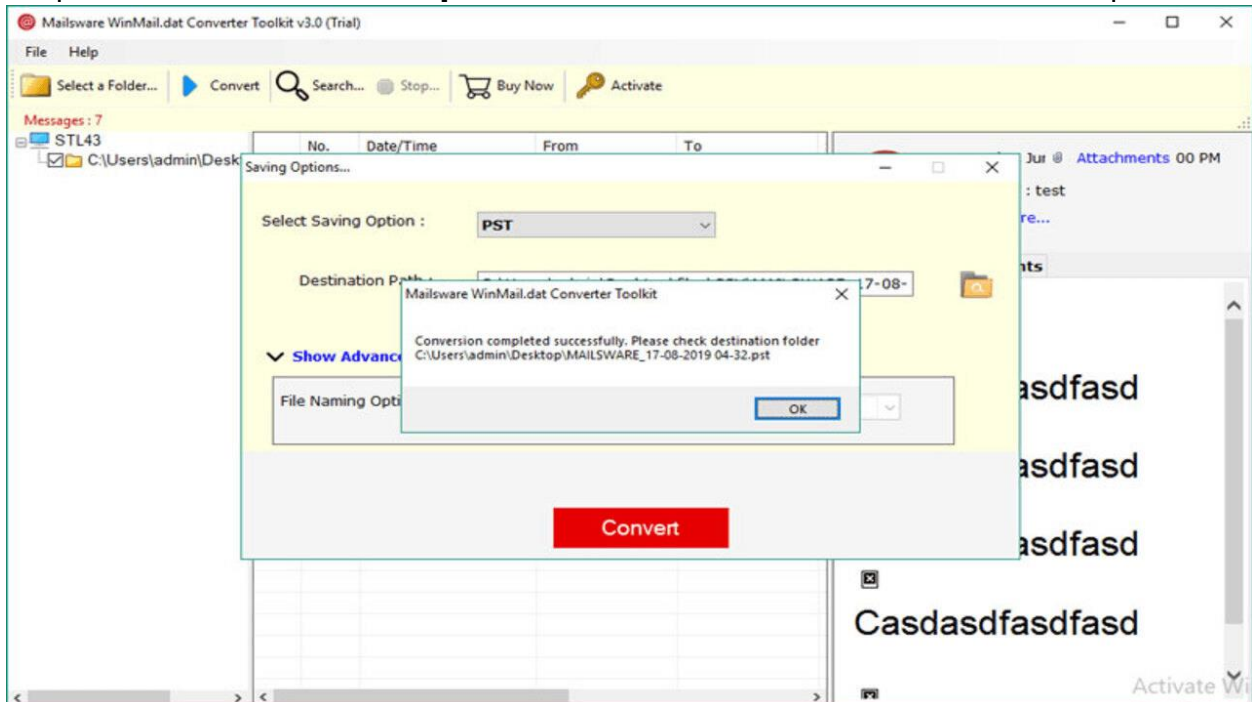 Mailsware WinMail.dat Converter Toolkit v3.0 (Trial)
File Help
Select a Folder... Convert Search... Stop... Buy Now Activate
Messages : 7
STL43
C:\Users\admin\Desk
No. Date/Time From To
Jur Attachments 00 PM
: test
re...
nts
Saving Options...
Select Saving Option : PST
Destination Path : 17-08-
Mailsware WinMail.dat Converter Toolkit
Conversion completed successfully. Please check destination folder
C:\Users\admin\Desktop\MAILSWARE_17-08-2019 04-32.pst
OK
Show Advance
File Naming Opti
Convert
asdfasd
asdfasd
asdfasd
Casdasdfasdfasd
Activate Wi